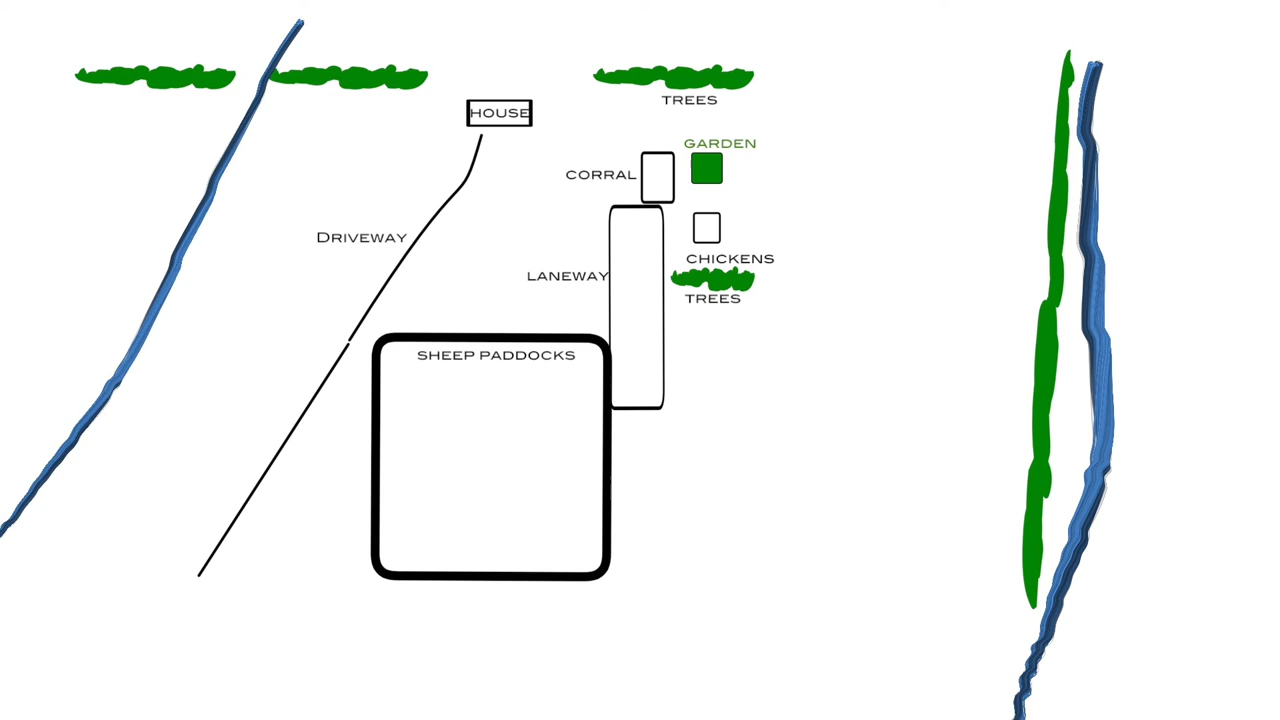 HOUSE
TREES
GARDEN
CORRAL
DRIVEWAY
CHICKENS
LANEWAY
TREES
SHEEP PADDOCKS